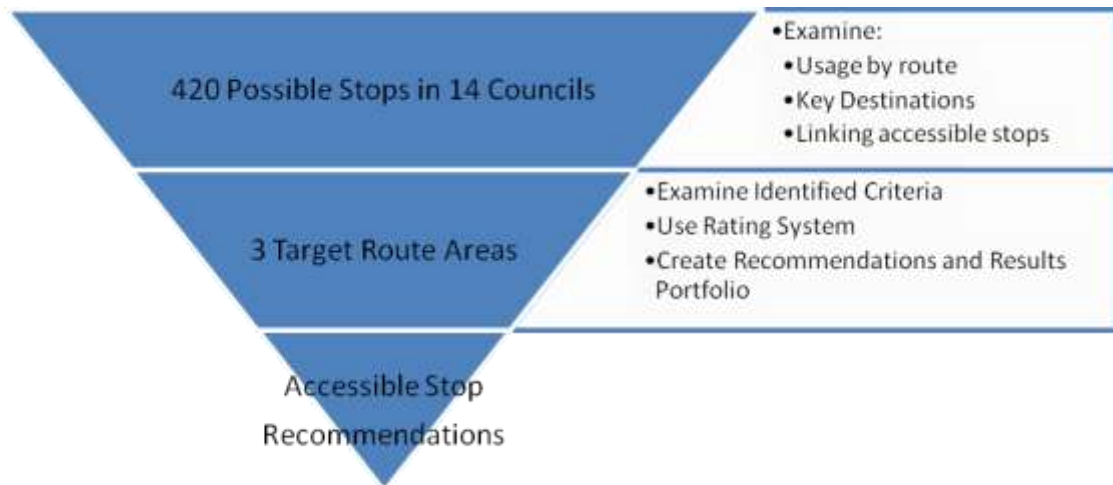 420 Possible Stops in 14 Councils
•Examine:
•Usage by route
•Key Destinations
•Linking accessible stops
3 Target Route Areas
•Examine Identified Criteria
•Use Rating System
•Create Recommendations and Results
Portfolio
Accessible Stop
Recommendations